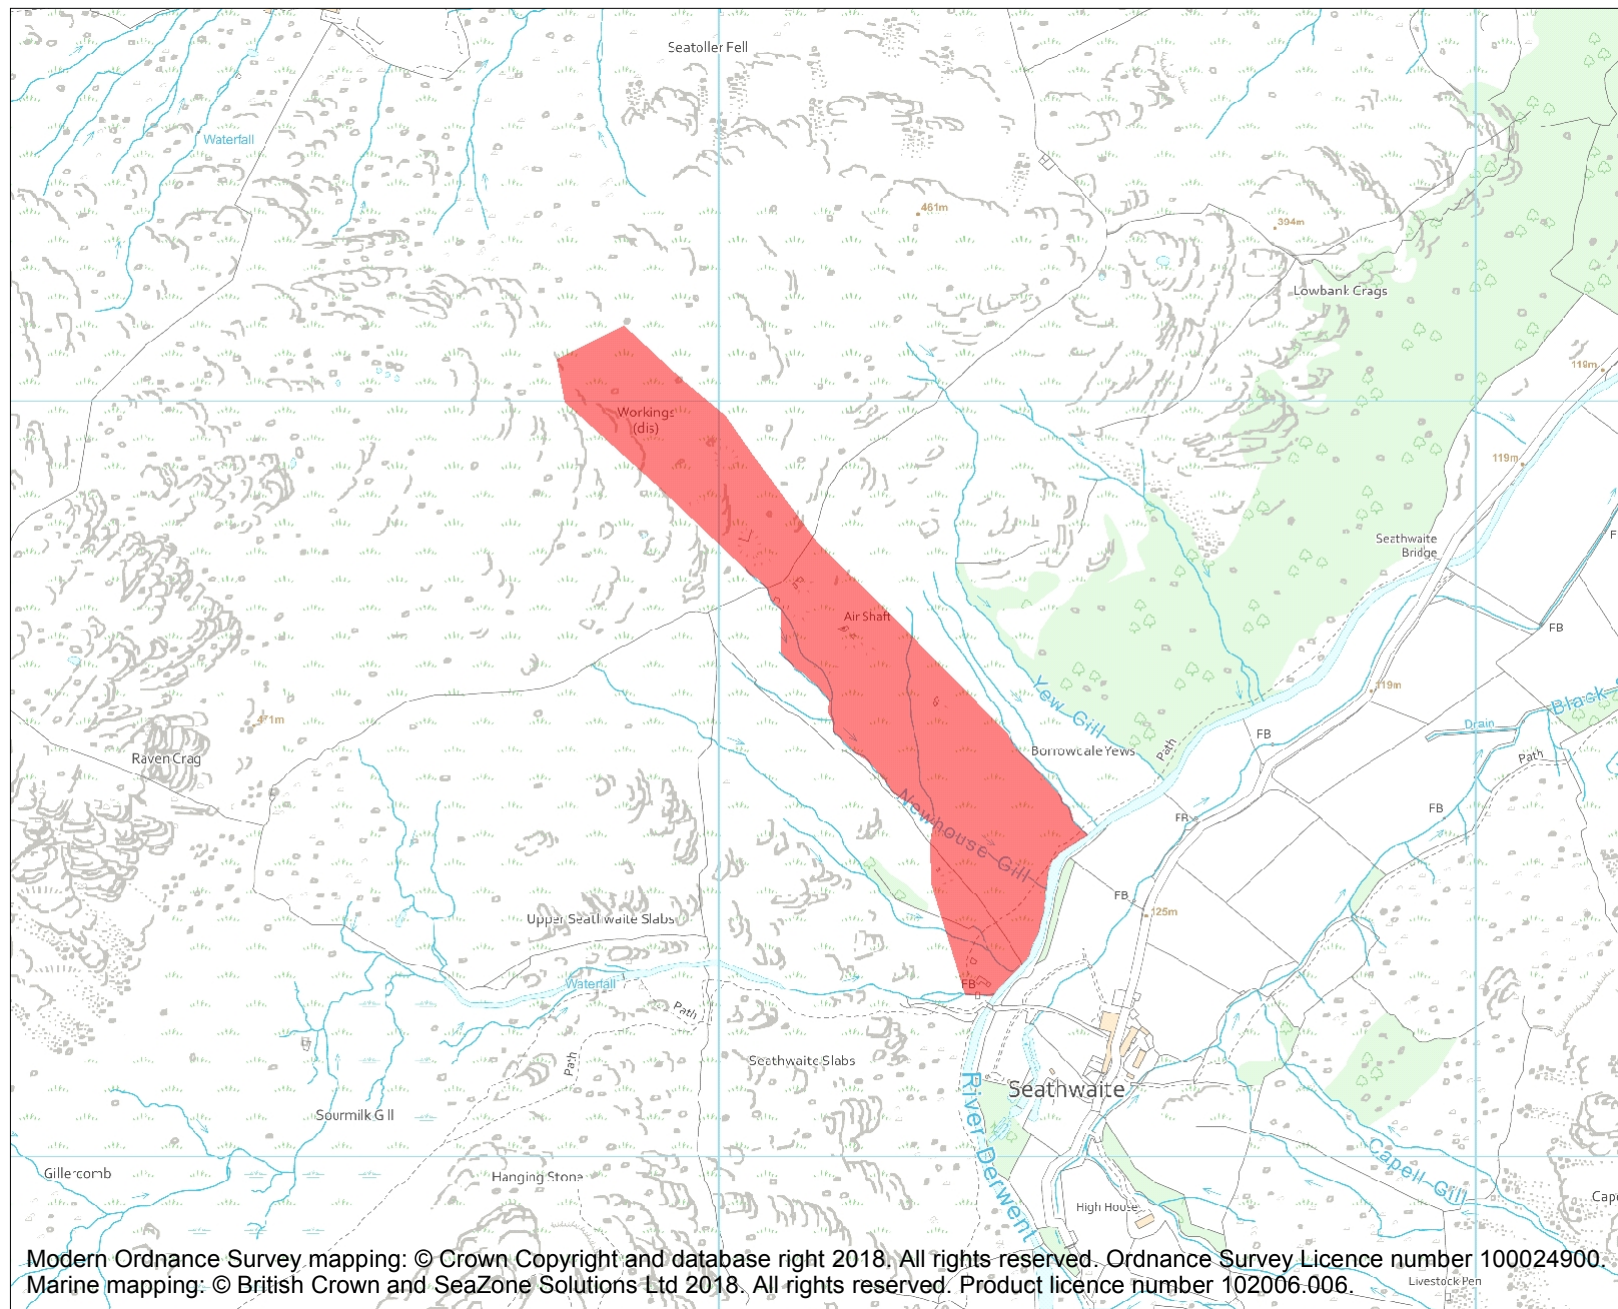 Seatoller Fell
Waterfall
461m
394m
Lowbank Crags
119m
Workings
(dis)
119m
Seathwaite
Bridge
F
Air Shaft
FB
Yew Gill
119m
Black
471m
Drain
Raven Crag
Borrowdale Yews
Path
FB
Path
Newhouse Gill
FB
FB
FB
125m
Upper Seathwaite Slabs
Waterfall
FB
Path
Path
Seathwaite Slabs
River Derwent
Seathwaite
Sourmilk Gill
Capell Gill
Gillercomb
Hanging Stone
High House
Modern Ordnance Survey mapping: © Crown Copyright and database right 2018. All rights reserved. Ordnance Survey Licence number 100024900.
Marine mapping: © British Crown and SeaZone Solutions Ltd 2018. All rights reserved. Product licence number 102006.006.
Livestock Pen